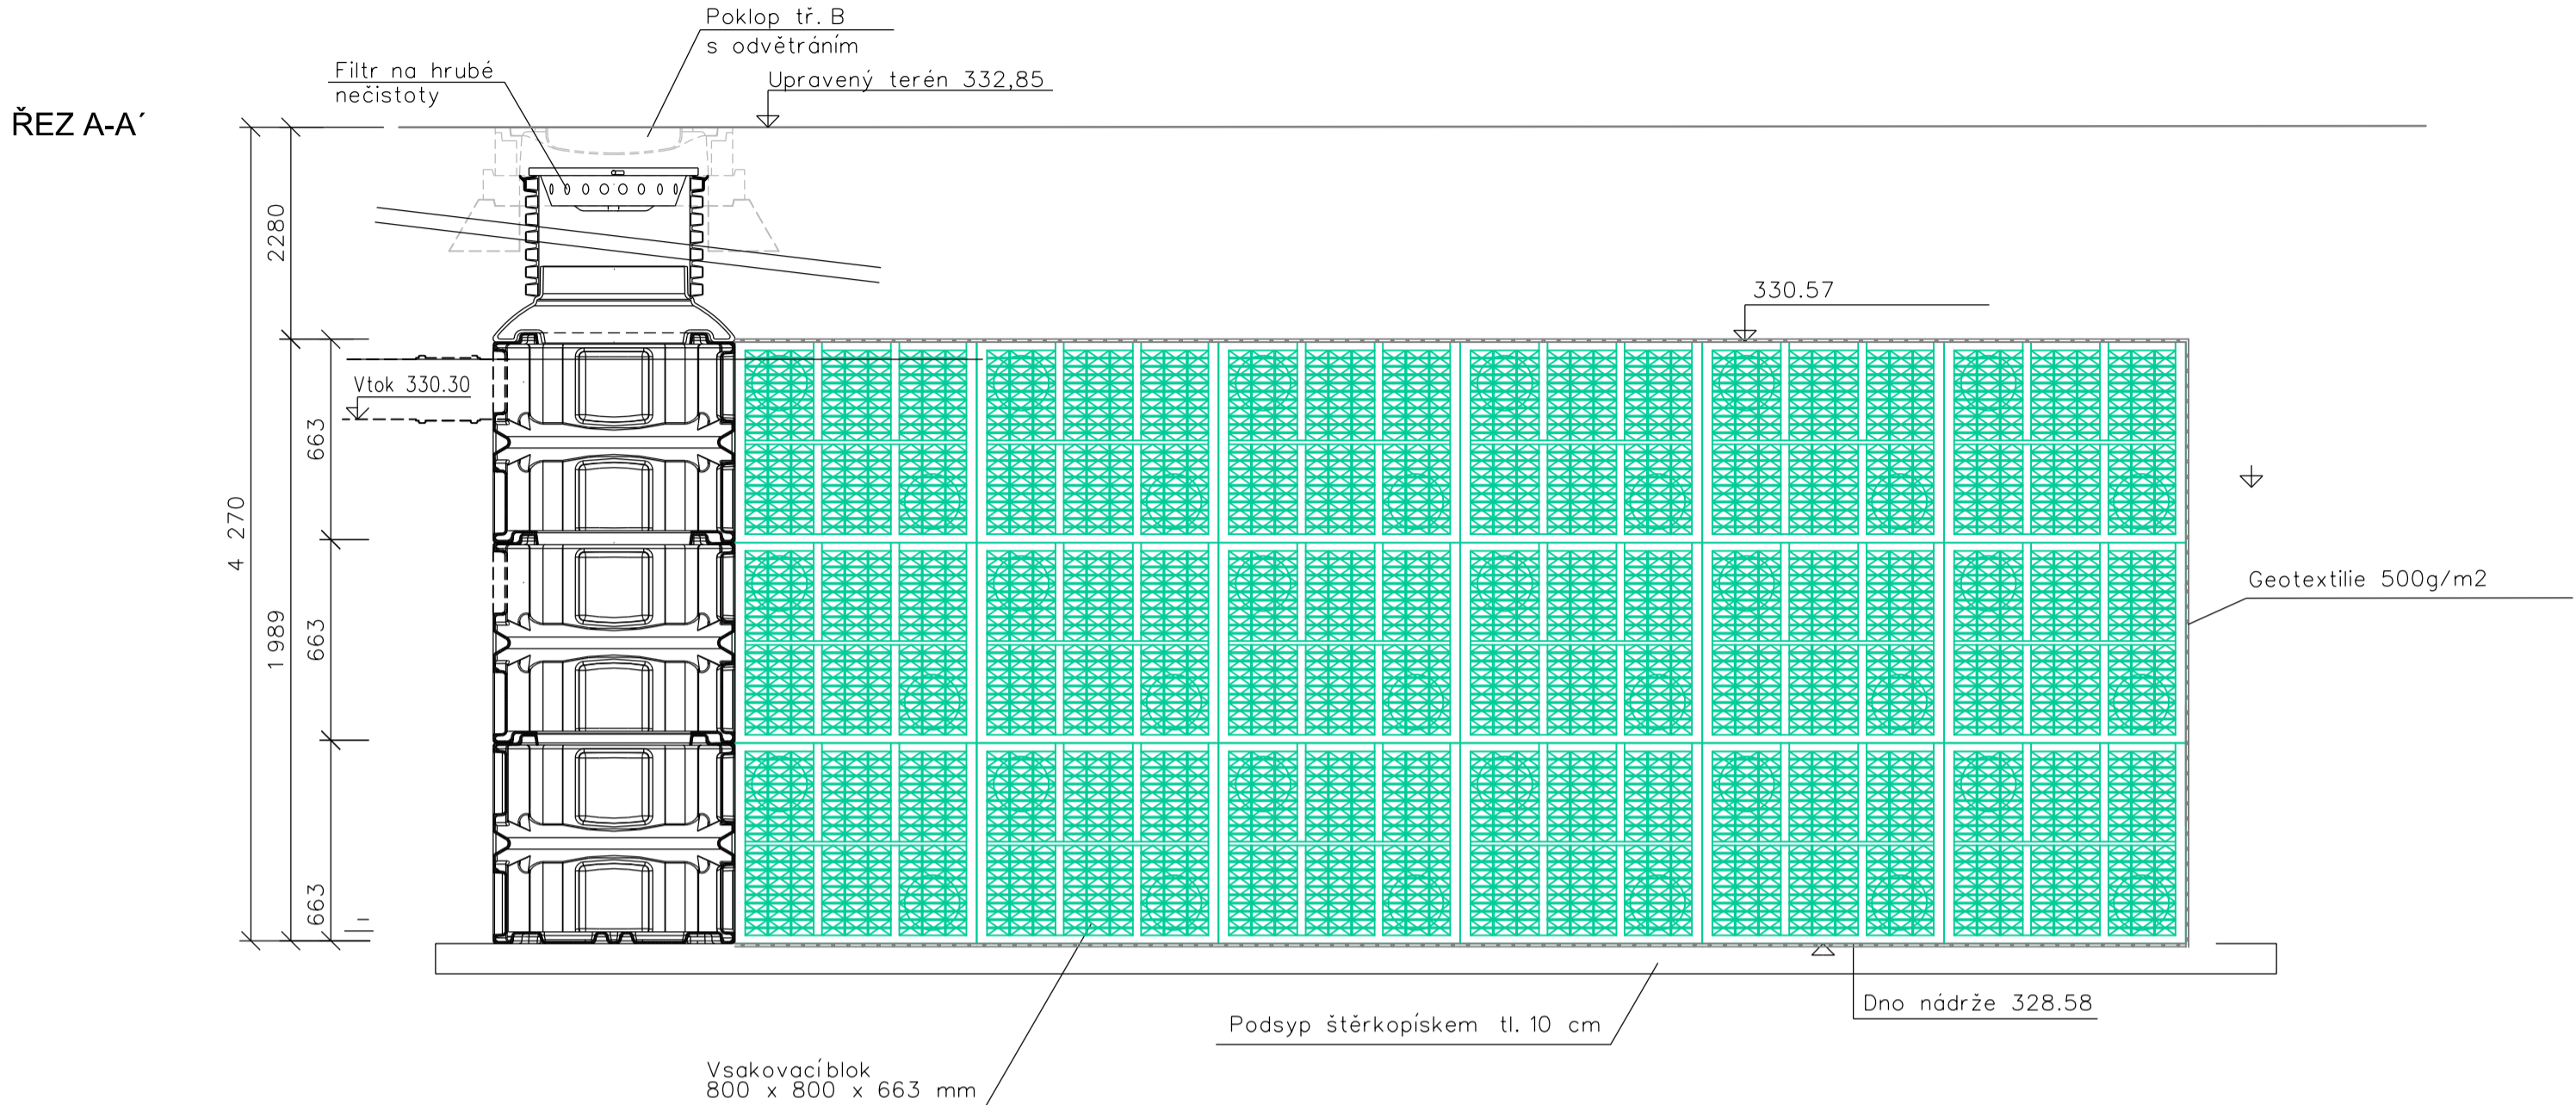 Poklop tř. B
s odvětráním
Filtr na hrubé
nečistoty
Upravený terén 332,85
ŘEZ A-A´
2280
330.57
Vtok 330.30
663
4 270
1989
663
663
Geotextilie 500g/m2
Dno nádrže 328.58
Podsyp štěrkopískem tl. 10 cm
Vsakovací blok
800 x 800 x 663 mm